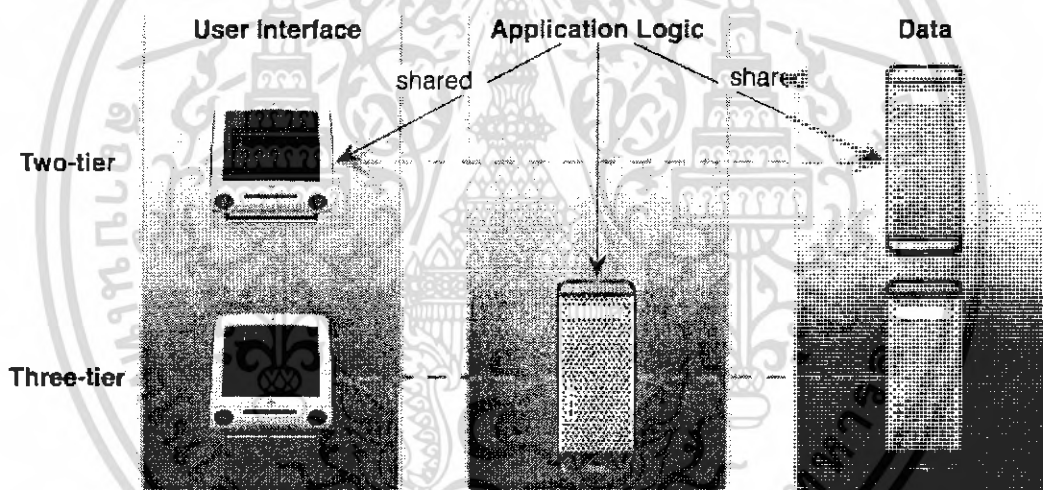 User Interface Application Logic Data
shared shared
Two-tier
Three-tier